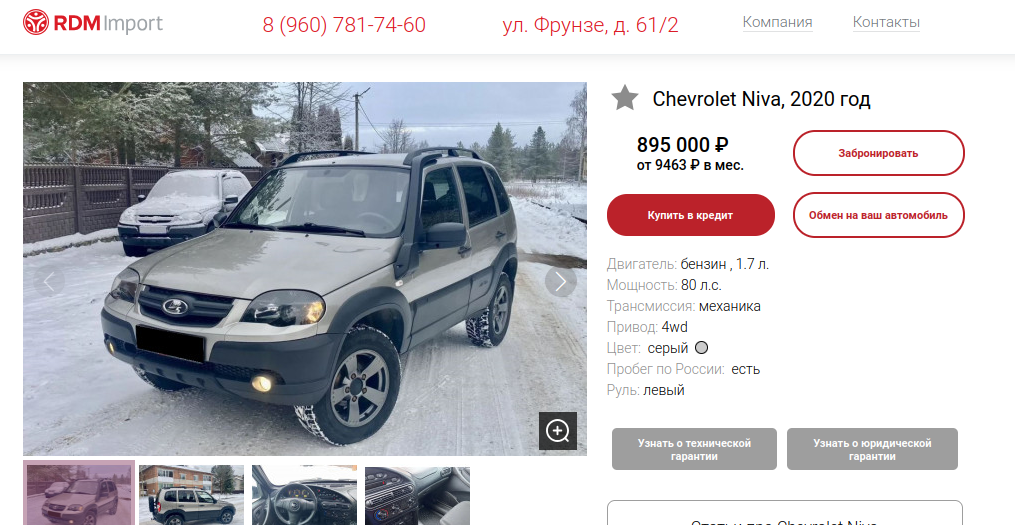 RDM Import
8 (960) 781-74-60
ул. Фрунзе, д. 61/2
Компания
Контакты
Chevrolet Niva, 2020 год
895 000 ₽
от 9463 ₽ в мес.
Забронировать
Купить в кредит
Обмен на ваш автомобиль
Двигатель: бензин , 1.7 л.
Мощность: 80 л.с.
Трансмиссия: механика
Привод: 4wd
Цвет: серый
Пробег по России: есть
Руль: левый
Узнать о технической
гарантии
Узнать о юридической
гарантии